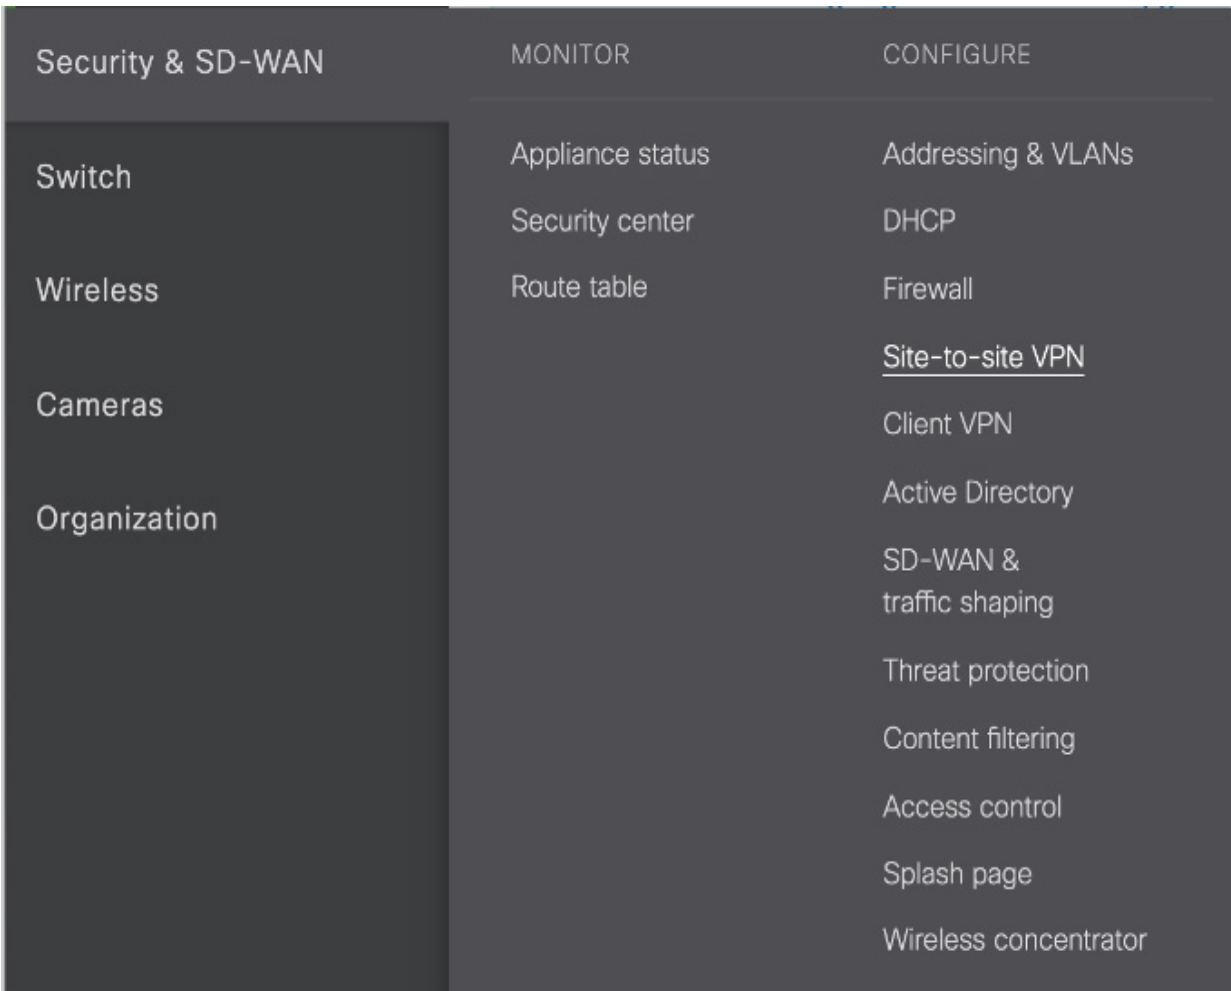 Security & SD-WAN
Switch
Wireless
Cameras
Organization
MONITOR
Appliance status
Security center
Route table
CONFIGURE
Addressing & VLANs
DHCP
Firewall
Site-to-site VPN
Client VPN
Active Directory
SD-WAN &
traffic shaping
Threat protection
Content filtering
Access control
Splash page
Wireless concentrator